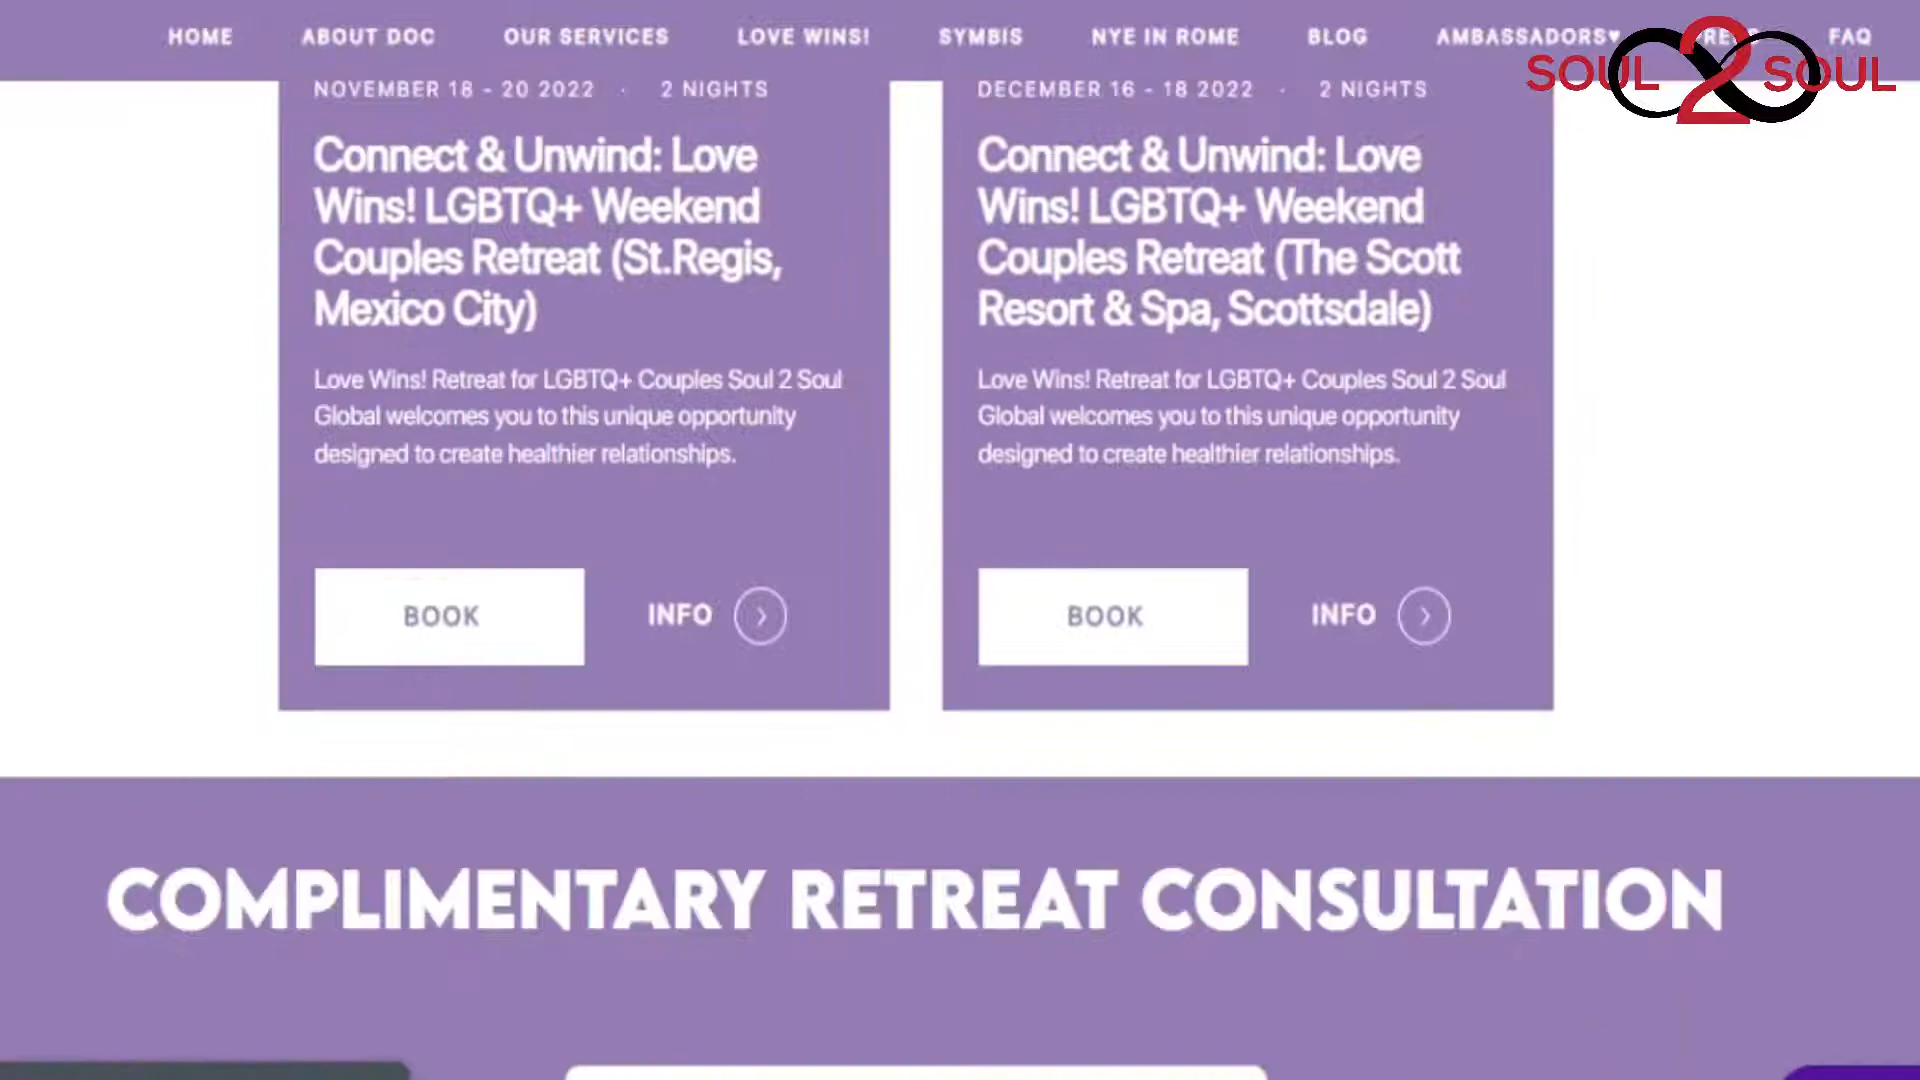 HOME ABOUT DOC OUR SERVICES LOVE WINS! SYMBIS NYE IN ROME BLOG AMBASSADORS♥ FAQ
SOUL 2 SOUL
NOVEMBER 18 - 20 2022 · 2 NIGHTS
Connect & Unwind: Love
Wins! LGBTQ+ Weekend
Couples Retreat (St.Regis,
Mexico City)
Love Wins! Retreat for LGBTQ+ Couples Soul 2 Soul
Global welcomes you to this unique opportunity
designed to create healthier relationships.
BOOK INFO
DECEMBER 16 - 18 2022 · 2 NIGHTS
Connect & Unwind: Love
Wins! LGBTQ+ Weekend
Couples Retreat (The Scott
Resort & Spa, Scottsdale)
Love Wins! Retreat for LGBTQ+ Couples Soul 2 Soul
Global welcomes you to this unique opportunity
designed to create healthier relationships.
BOOK INFO
COMPLIMENTARY RETREAT CONSULTATION